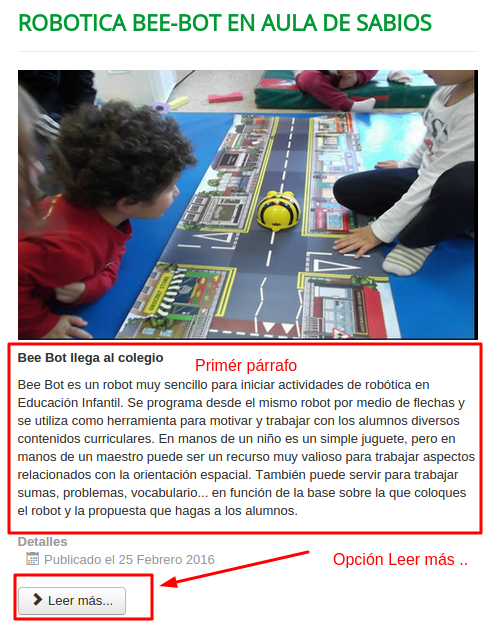 ROBOTICA BEE-BOT EN AULA DE SABIOS
Bee Bot llega al colegio
Primér párrafo
Bee Bot es un robot muy sencillo para iniciar actividades de robótica en
Educación Infantil. Se programa desde el mismo robot por medio de flechas y
se utiliza como herramienta para motivar y trabajar con los alumnos diversos
contenidos curriculares. En manos de un niño es un simple juguete, pero en
manos de un maestro puede ser un recurso muy valioso para trabajar aspectos
relacionados con la orientación espacial. También puede servir para trabajar
sumas, problemas, vocabulario... en función de la base sobre la que coloques
el robot y la propuesta que hagas a los alumnos.
Detalles
Publicado el 25 Febrero 2016
Opción Leer más ..
Leer más...